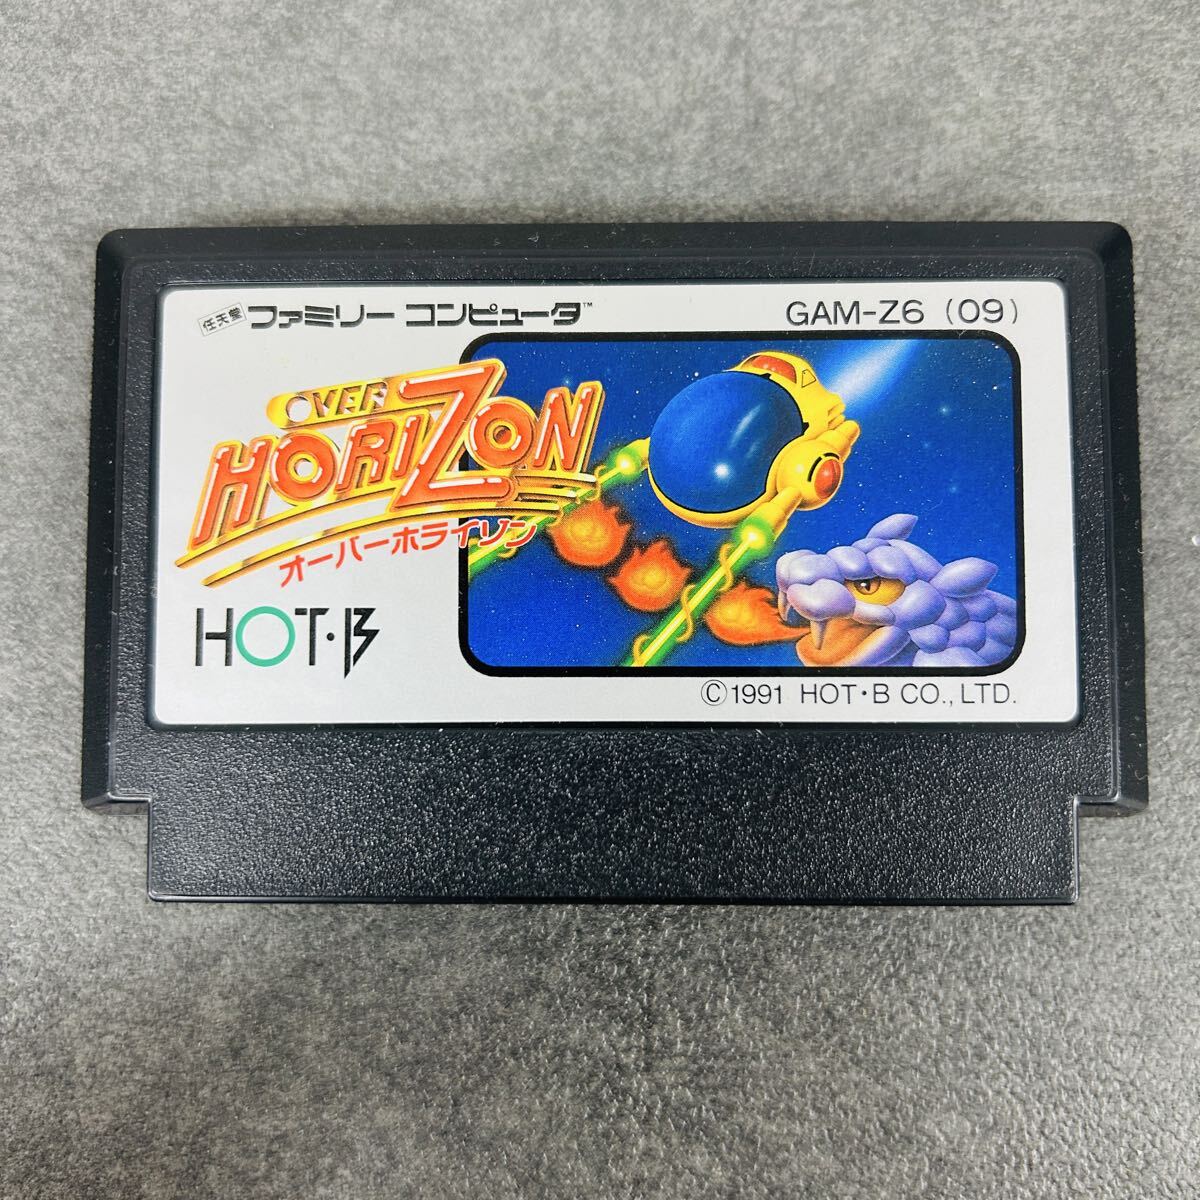 任天堂 ファミリー コンピュータ™
GAM-Z6 (09)
OVER
HORIZON
オーバーホライゾン
HOT・B
©1991 HOT・B CO., LTD.